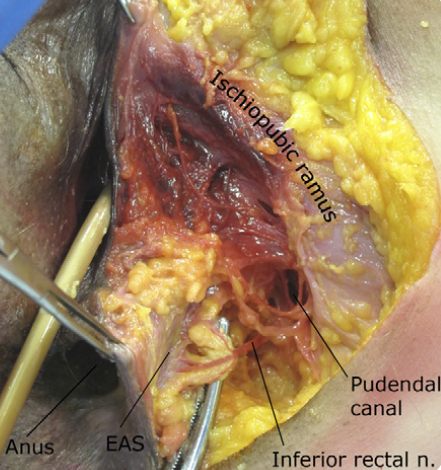 Ischiopubic ramus
Pudendal
canal
Anus
EAS
Inferior rectal n.